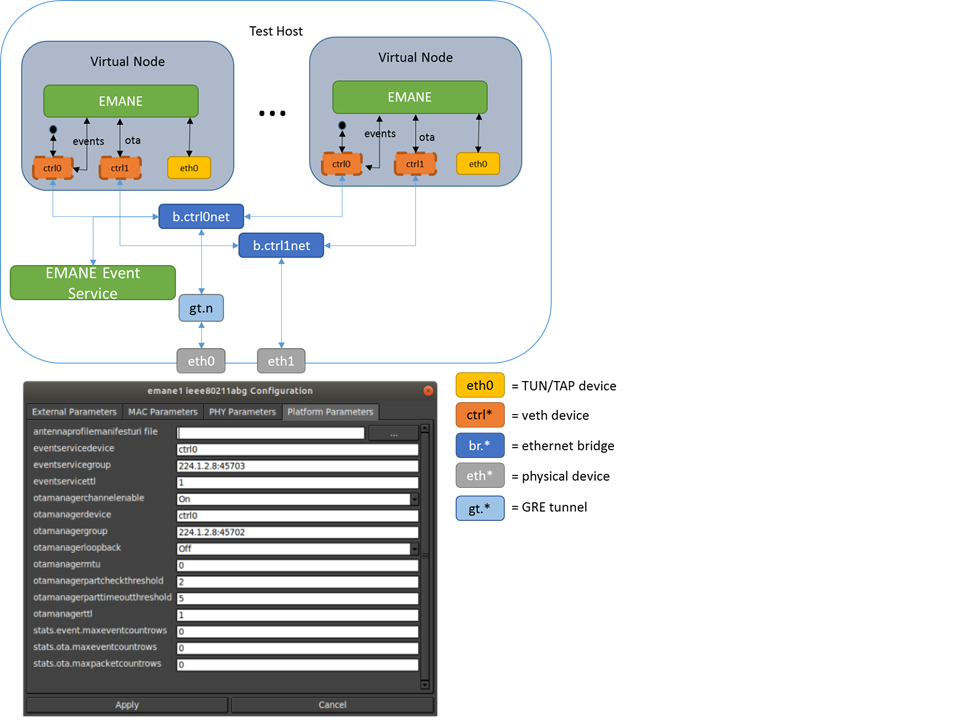 Test Host
Virtual Node
Virtual Node
EMANE
EMANE
...
events
ota
events
ota
ctrl0
ctrl1
eth0
ctrl0
ctrl1
eth0
b.ctrl0net
b.ctrl1net
EMANE Event
Service
gt.n
eth0
eth1
eth0 = TUN/TAP device
ctrl* = veth device
br.* = ethernet bridge
eth* = physical device
gt.* = GRE tunnel
emane1 ieee80211abg Configuration
External Parameters MAC Parameters PHY Parameters Platform Parameters
antennaprofilemanifesturi file ...
eventservicedevice ctrl0
eventservicegroup 224.1.2.8:45703
eventservicettl 1
otamanagerchannelenable On
otamanagerdevice ctrl0
otamanagergroup 224.1.2.8:45702
otamanagerloopback Off
otamanagermtu 0
otamanagerpartcheckthreshold 2
otamanagerparttimeoutthreshold 5
otamanagerttl 1
stats.event.maxeventcountrows 0
stats.ota.maxeventcountrows 0
stats.ota.maxpacketcountrows 0
Apply Cancel